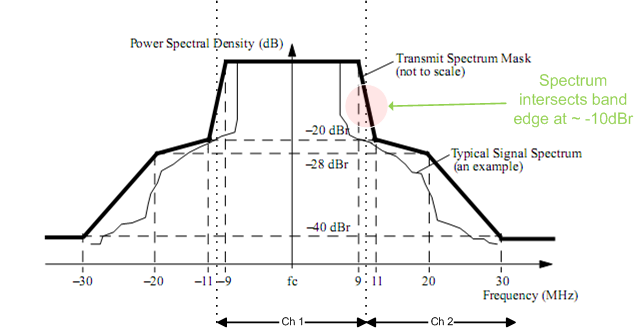 Power Spectral Density (dB)
Transmit Spectrum Mask
(not to scale)
Spectrum
intersects band
edge at ~ -10dBr
–20 dBr
–28 dBr
Typical Signal Spectrum
(an example)
–40 dBr
–30 –20 –11 –9 fc 9 11 20 30
Frequency (MHz)
Ch 1 Ch 2